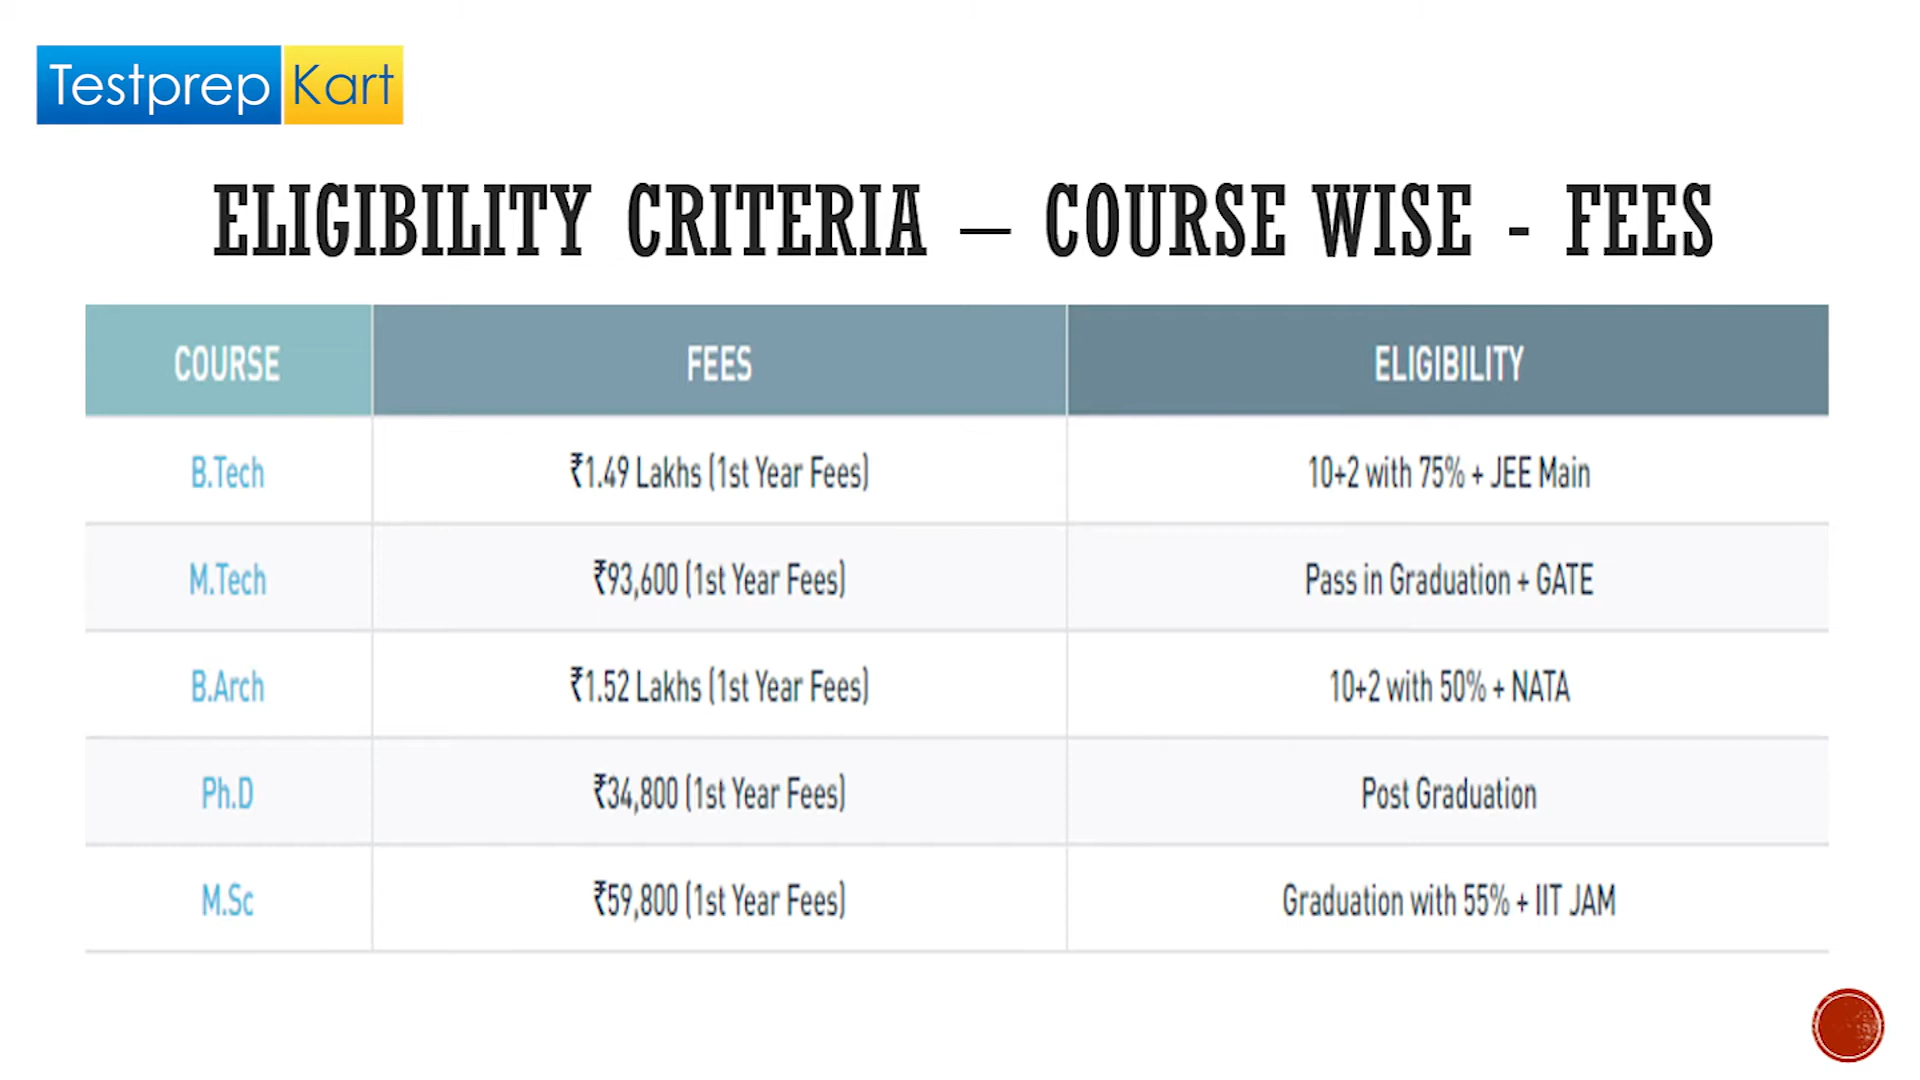 Testprep Kart
ELIGIBILITY CRITERIA – COURSE WISE - FEES
COURSE FEES ELIGIBILITY
B.Tech ₹1.49 Lakhs (1st Year Fees) 10+2 with 75% + JEE Main
M.Tech ₹93,600 (1st Year Fees) Pass in Graduation + GATE
B.Arch ₹1.52 Lakhs (1st Year Fees) 10+2 with 50% + NATA
Ph.D ₹34,800 (1st Year Fees) Post Graduation
M.Sc ₹59,800 (1st Year Fees) Graduation with 55% + IIT JAM